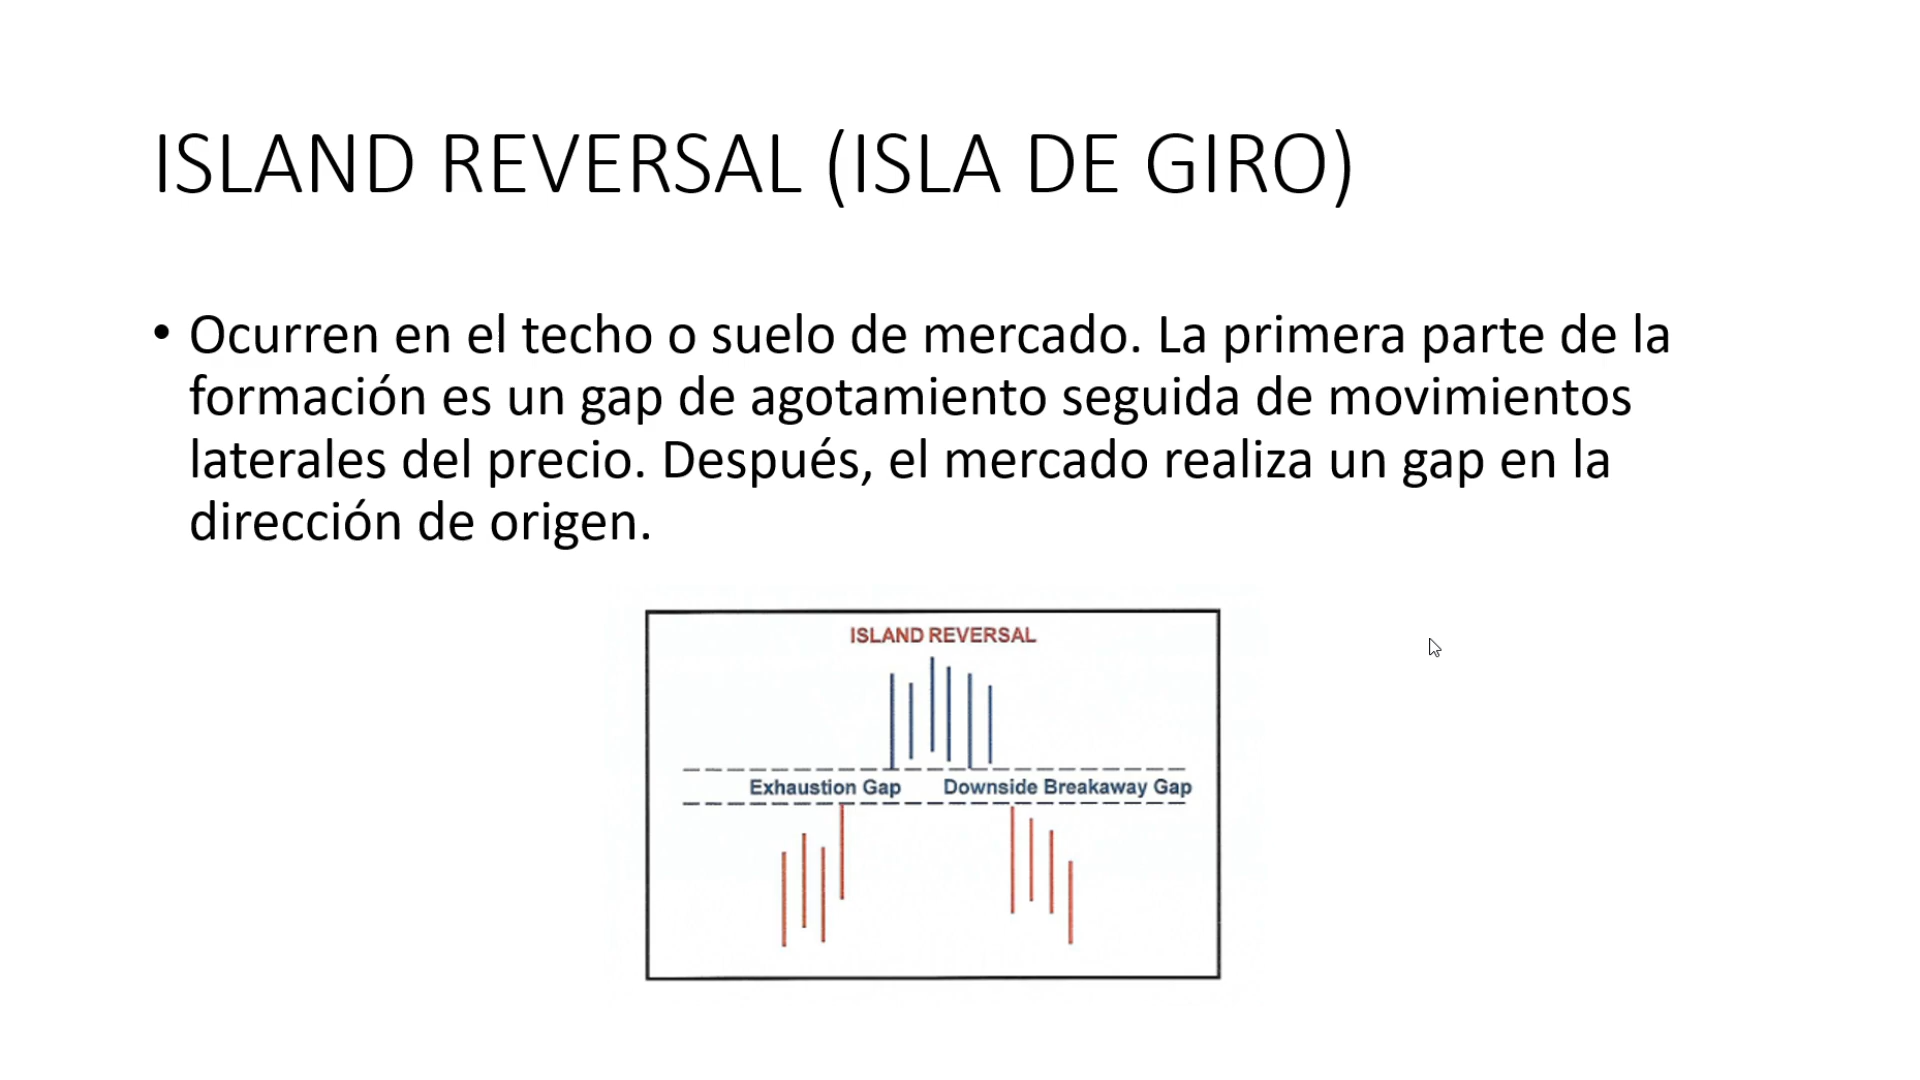 ISLAND REVERSAL (ISLA DE GIRO)
• Ocurren en el techo o suelo de mercado. La primera parte de la
formación es un gap de agotamiento seguida de movimientos
laterales del precio. Después, el mercado realiza un gap en la
dirección de origen.
ISLAND REVERSAL
Exhaustion Gap
Downside Breakaway Gap